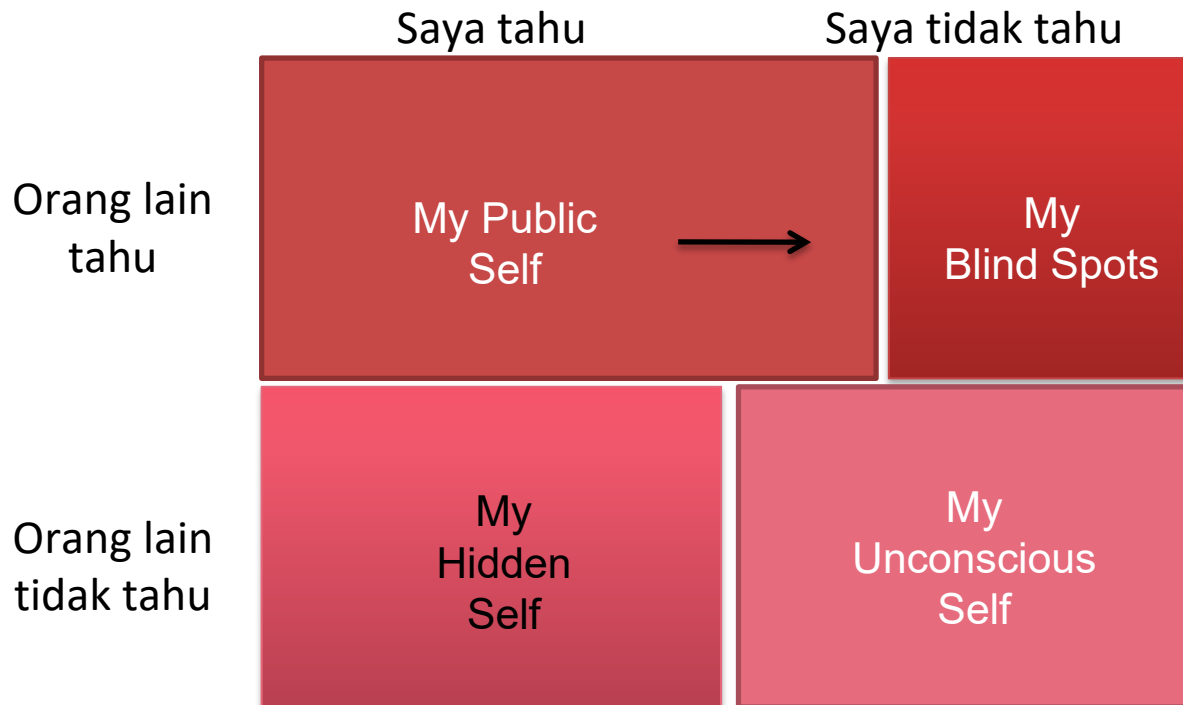 Saya tahu
Saya tidak tahu
Orang lain
tahu
My Public
Self
My
Blind Spots
Orang lain
tidak tahu
My
Hidden
Self
My
Unconscious
Self